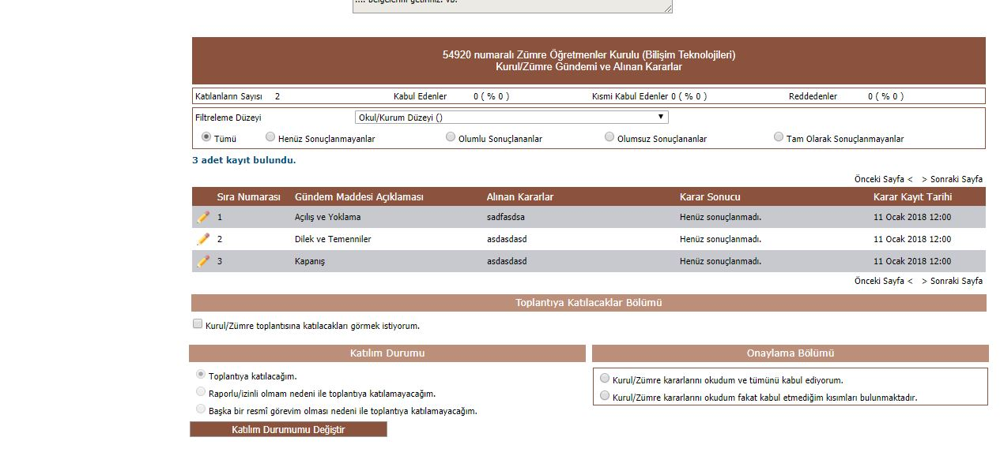 .... belgelerini getiriniz. vb.
54920 numaralı Zümre Öğretmenler Kurulu (Bilişim Teknolojileri)
Kurul/Zümre Gündemi ve Alınan Kararlar
Katılanların Sayısı 2 Kabul Edenler 0 ( % 0 ) Kısmi Kabul Edenler 0 ( % 0 ) Reddedenler 0 ( % 0 )
Filtreleme Düzeyi Okul/Kurum Düzeyi ()
Tümü Henüz Sonuçlanmayanlar Olumlu Sonuçlananlar Olumsuz Sonuçlananlar Tam Olarak Sonuçlanmayanlar
3 adet kayıt bulundu.
Önceki Sayfa < > Sonraki Sayfa
Sıra Numarası Gündem Maddesi Açıklaması Alınan Kararlar Karar Sonucu Karar Kayıt Tarihi
1 Açılış ve Yoklama sadfasdsa Henüz sonuçlanmadı. 11 Ocak 2018 12:00
2 Dilek ve Temenniler asdasdasd Henüz sonuçlanmadı. 11 Ocak 2018 12:00
3 Kapanış asdasdasd Henüz sonuçlanmadı. 11 Ocak 2018 12:00
Önceki Sayfa < > Sonraki Sayfa
Toplantıya Katılacaklar Bölümü
Kurul/Zümre toplantısına katılacakları görmek istiyorum.
Katılım Durumu
Toplantıya katılacağım.
Raporlu/izinli olmam nedeni ile toplantıya katılamayacağım.
Başka bir resmî görevim olması nedeni ile toplantıya katılamayacağım.
Katılım Durumumu Değiştir
Onaylama Bölümü
Kurul/Zümre kararlarını okudum ve tümünü kabul ediyorum.
Kurul/Zümre kararlarını okudum fakat kabul etmediğim kısımları bulunmaktadır.